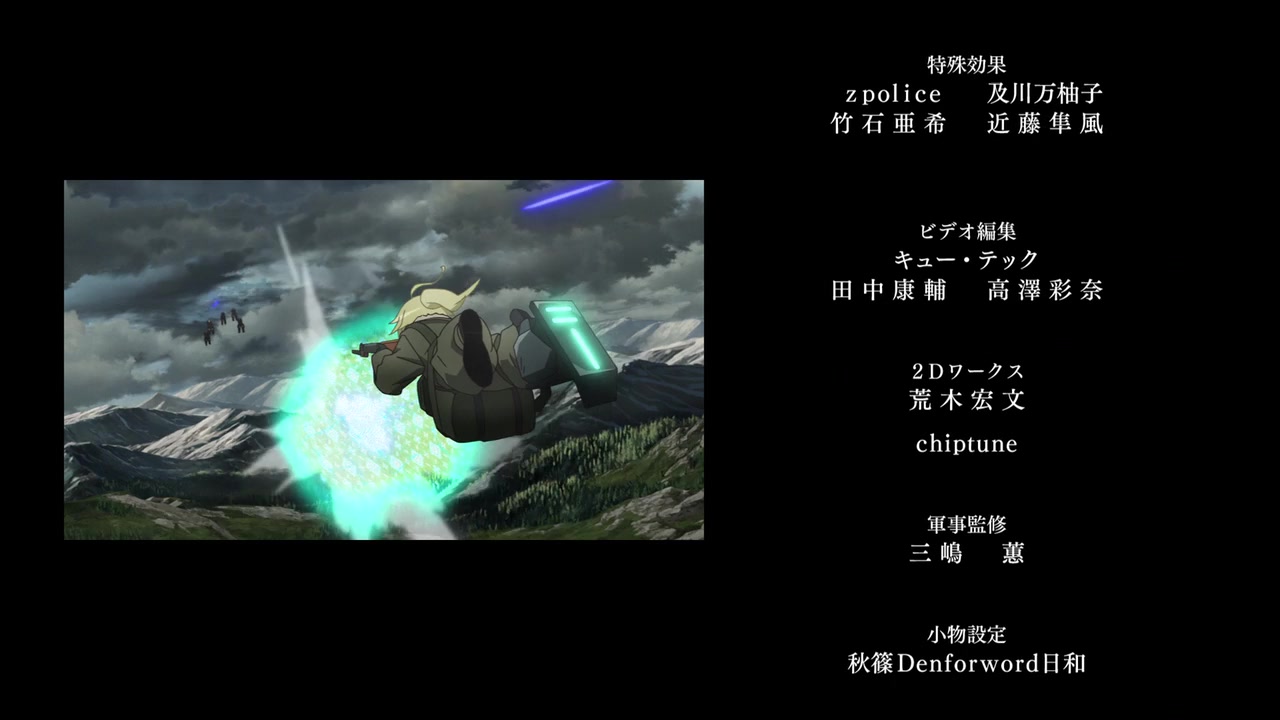 特殊効果
zpolice 及川万柚子
竹石亜希 近藤隼風
ビデオ編集
キュー・テック
田中康輔 高澤彩奈
2Dワークス
荒木宏文
chiptune
軍事監修
三嶋 蕙
小物設定
秋篠Denforword日和